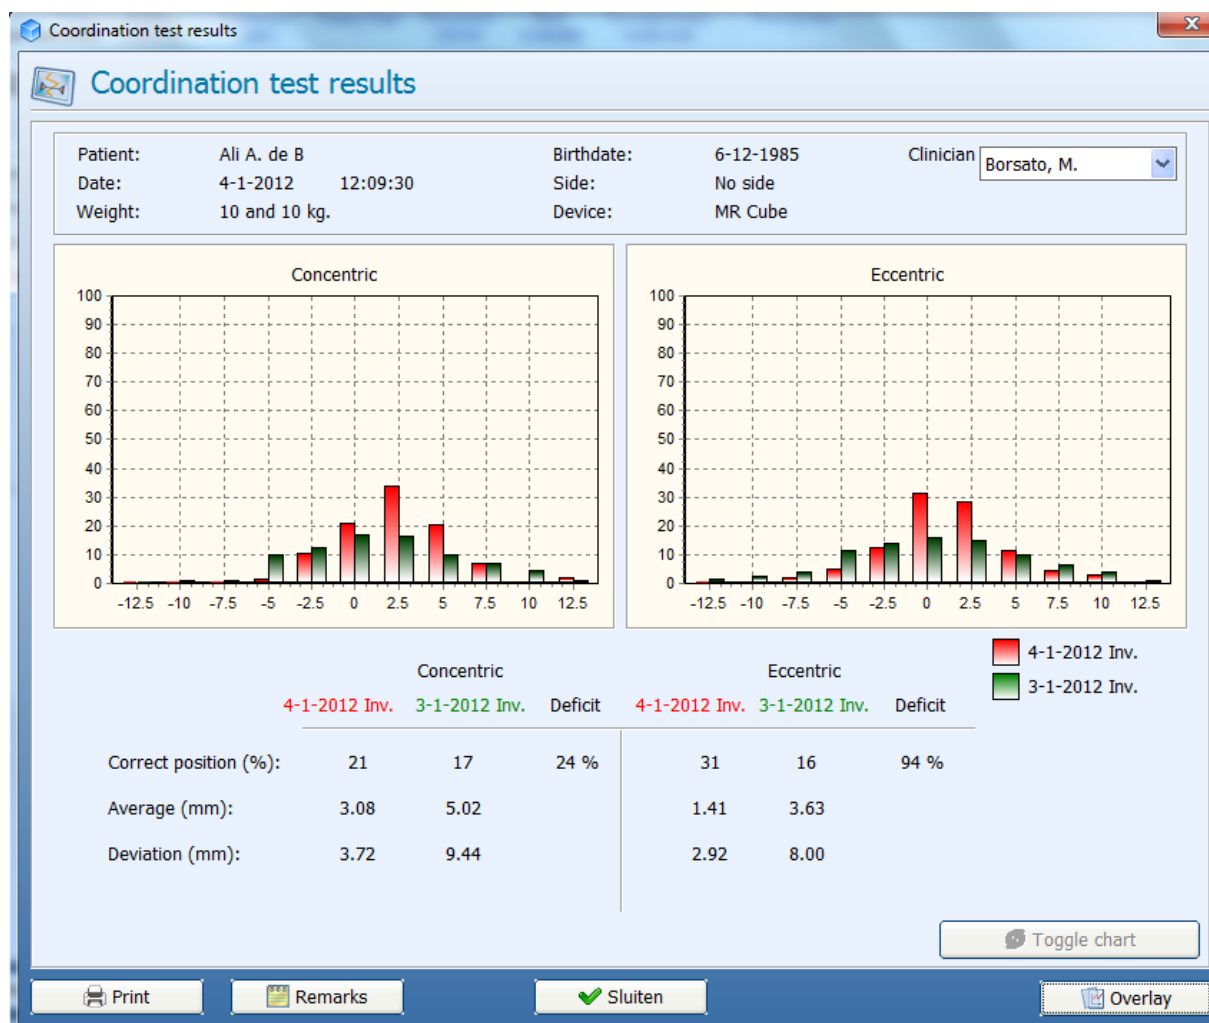 Coordination test results
Coordination test results
Patient: Ali A. de B Birthdate: 6-12-1985 Clinician Borsato, M.
Date: 4-1-2012 12:09:30 Side: No side
Weight: 10 and 10 kg. Device: MR Cube
Concentric
100
90
80
70
60
50
40
30
20
10
0
-12.5 -10 -7.5 -5 -2.5 0 2.5 5 7.5 10 12.5
Eccentric
100
90
80
70
60
50
40
30
20
10
0
-12.5 -10 -7.5 -5 -2.5 0 2.5 5 7.5 10 12.5
4-1-2012 Inv.
3-1-2012 Inv.
Concentric Eccentric
4-1-2012 Inv. 3-1-2012 Inv. Deficit 4-1-2012 Inv. 3-1-2012 Inv. Deficit
Correct position (%): 21 17 24 % 31 16 94 %
Average (mm): 3.08 5.02 1.41 3.63
Deviation (mm): 3.72 9.44 2.92 8.00
Toggle chart
Print Remarks Sluiten Overlay